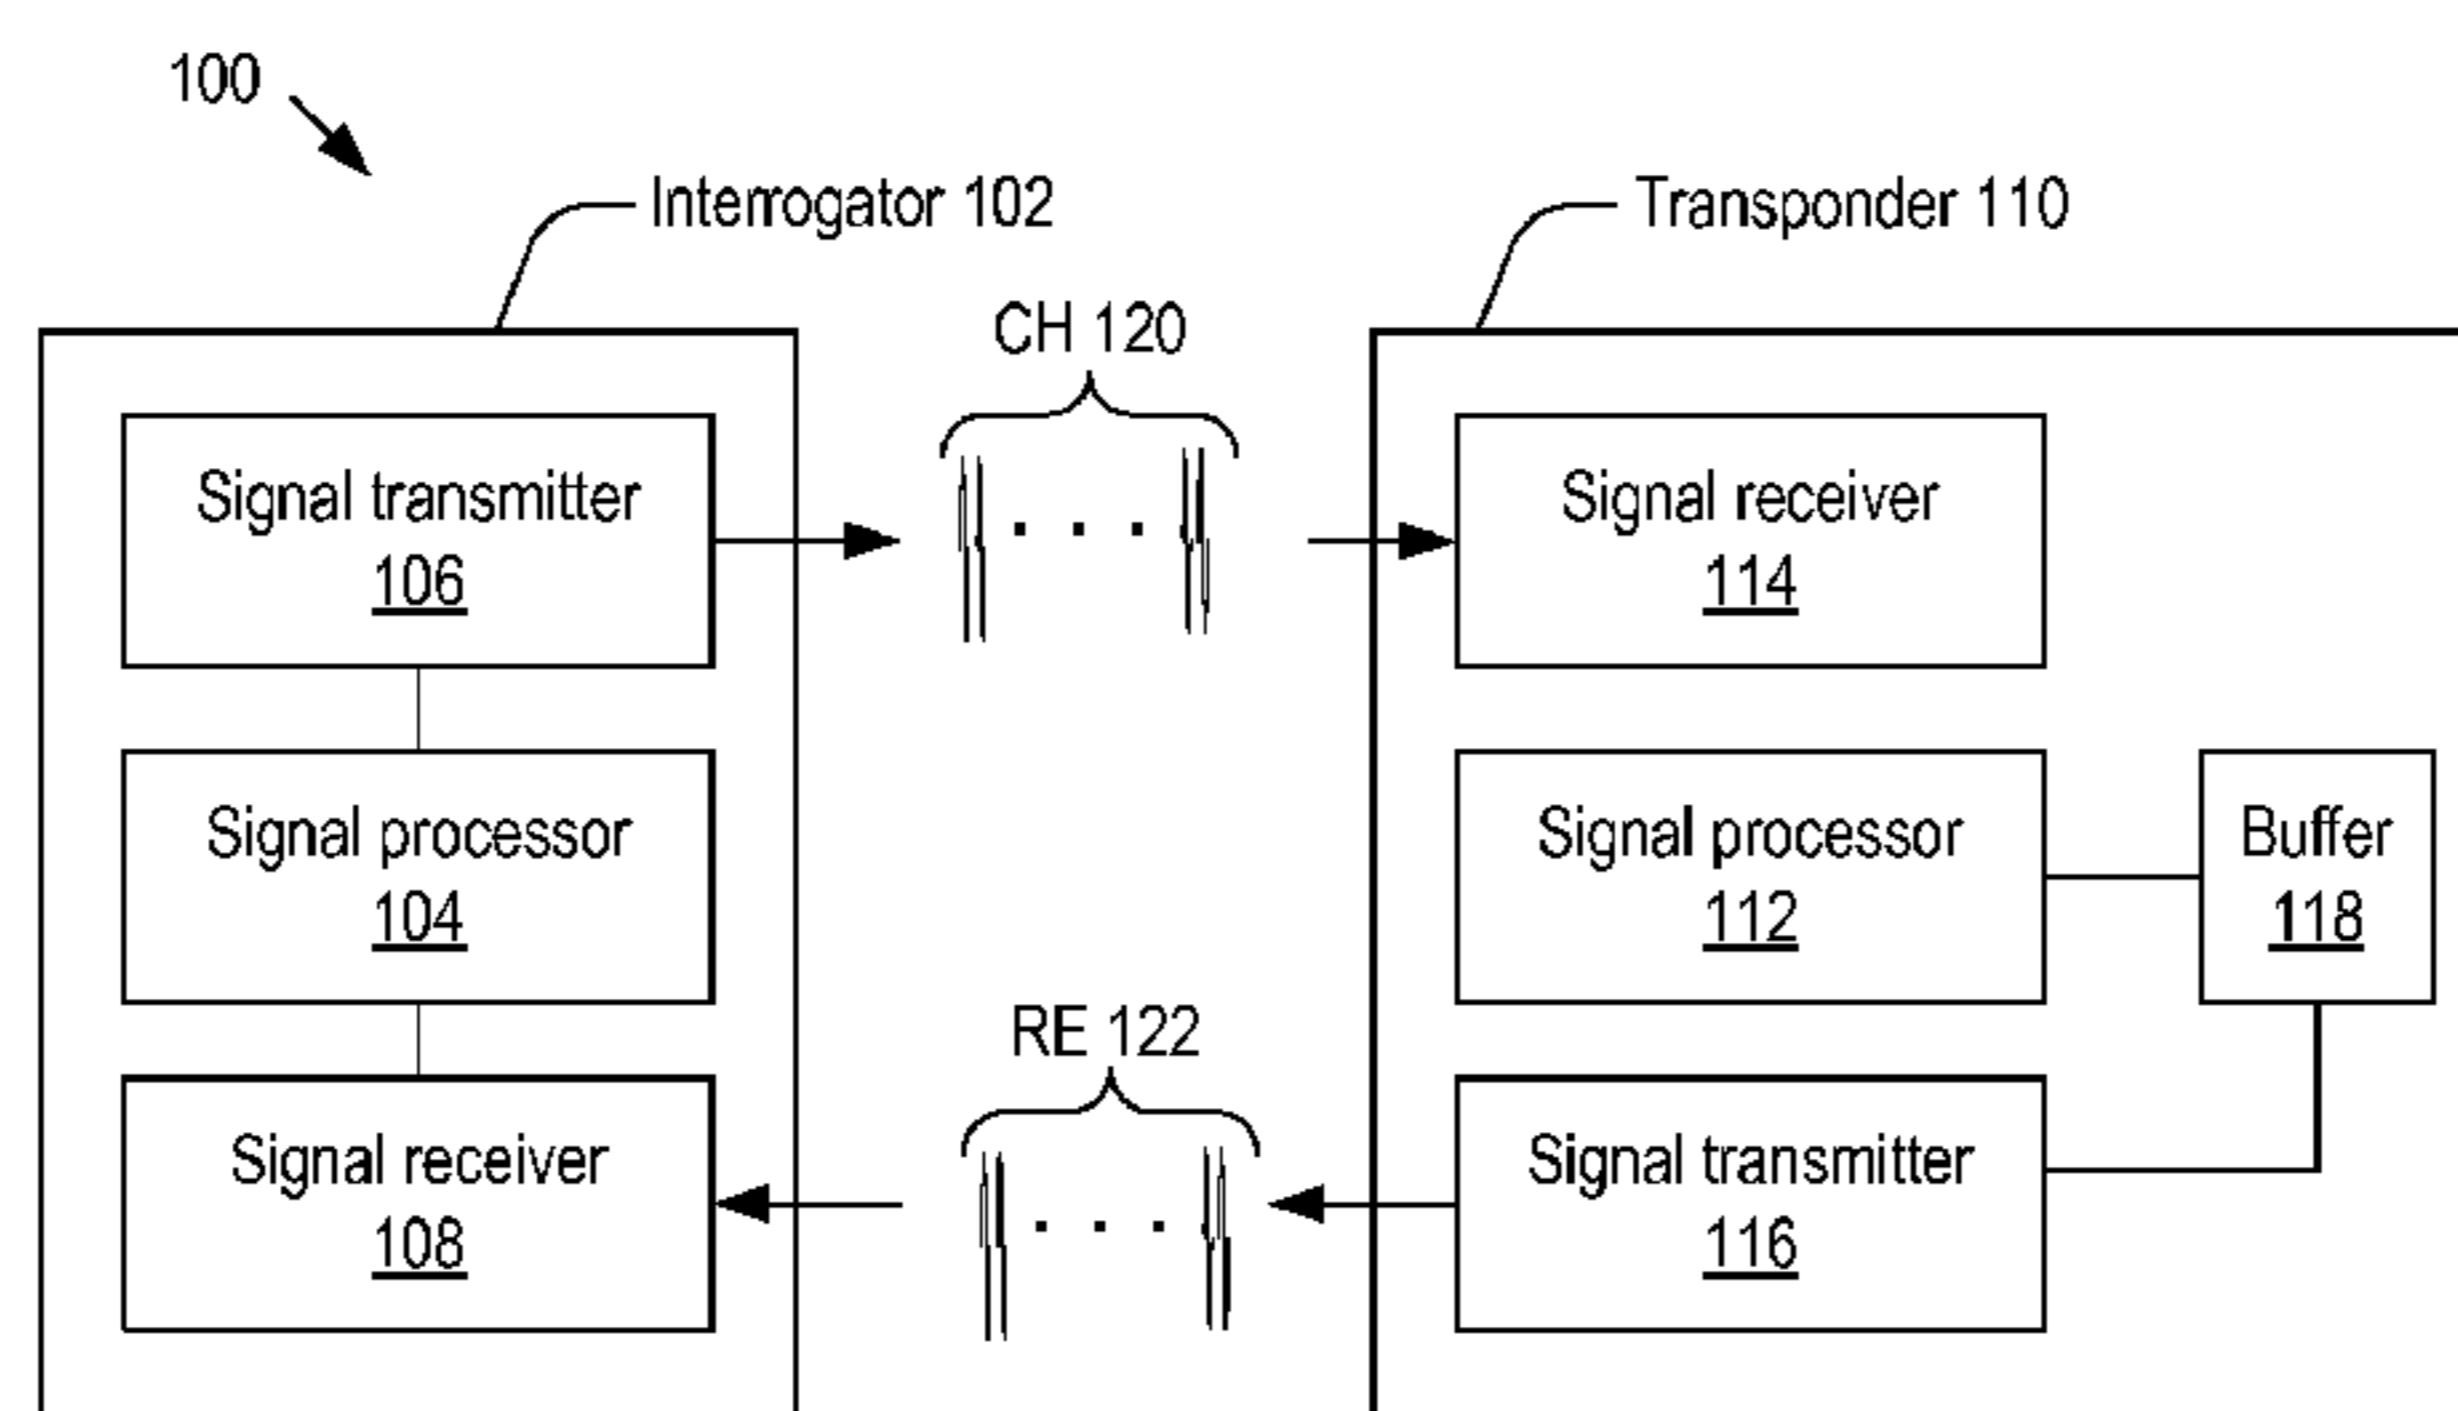 100
Interrogator 102
Transponder 110
CH 120
Signal transmitter
106
Signal receiver
114
Signal processor
104
Signal processor
112
Buffer
118
RE 122
Signal receiver
108
Signal transmitter
116